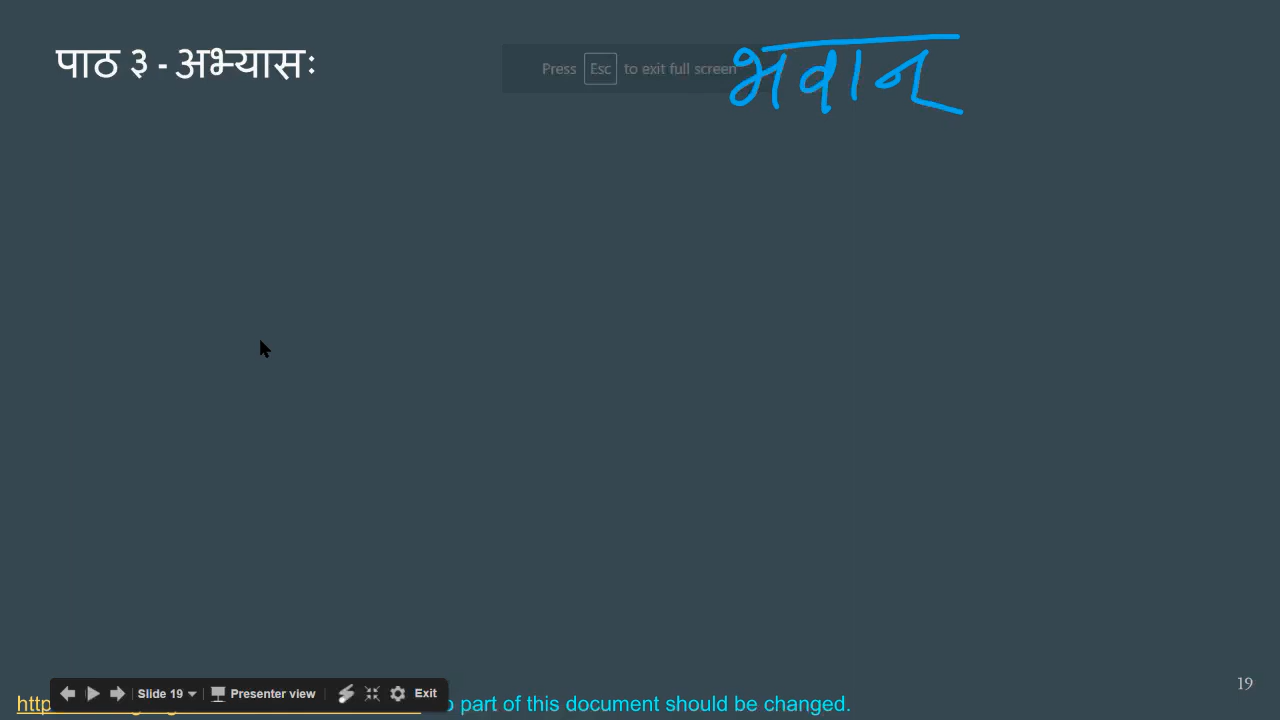 पाठ ३ - अभ्यासः
Press Esc to exit full screen
भवान्
Slide 19 Presenter view Exit
http
part of this document should be changed.
19